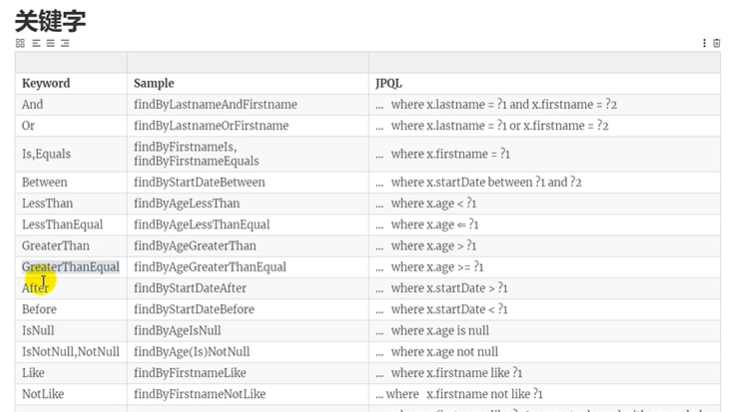 关键字
Keyword Sample JPQL
And findByLastnameAndFirstname ... where x.lastname = ?1 and x.firstname = ?2
Or findByLastnameOrFirstname ... where x.lastname = ?1 or x.firstname = ?2
Is,Equals findByFirstnameIs, findByFirstnameEquals ... where x.firstname = ?1
Between findByStartDateBetween ... where x.startDate between ?1 and ?2
LessThan findByAgeLessThan ... where x.age < ?1
LessThanEqual findByAgeLessThanEqual ... where x.age ⇐ ?1
GreaterThan findByAgeGreaterThan ... where x.age > ?1
GreaterThanEqual findByAgeGreaterThanEqual ... where x.age >= ?1
After findByStartDateAfter ... where x.startDate > ?1
Before findByStartDateBefore ... where x.startDate < ?1
IsNull findByAgeIsNull ... where x.age is null
IsNotNull,NotNull findByAge(Is)NotNull ... where x.age not null
Like findByFirstnameLike ... where x.firstname like ?1
NotLike findByFirstnameNotLike ... where x.firstname not like ?1